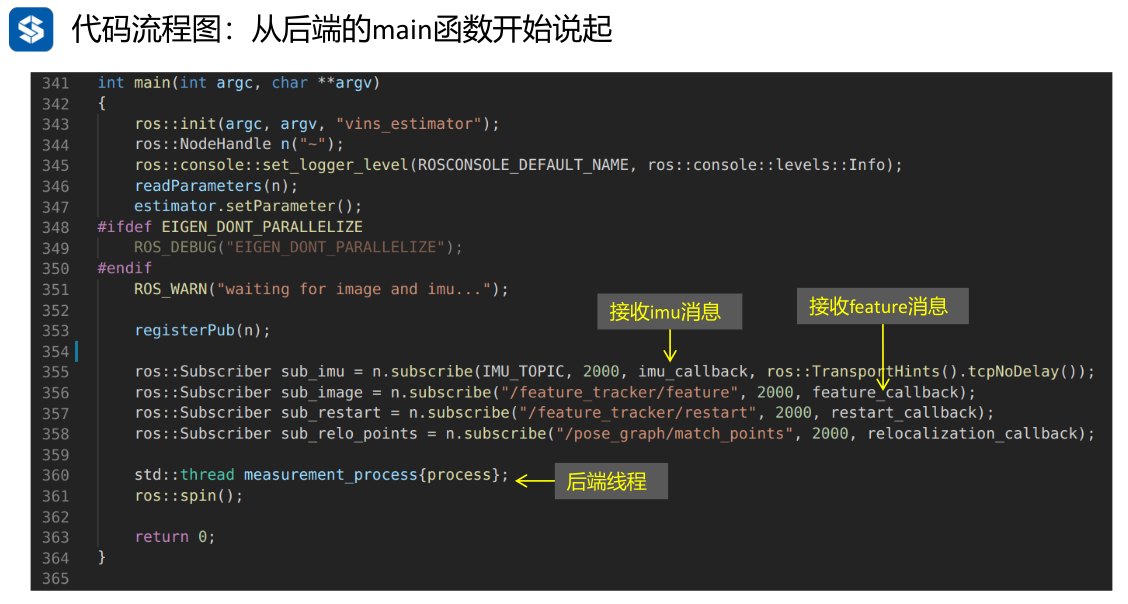 代码流程图：从后端的main函数开始说起
341 int main(int argc, char **argv)
342 {
343 ros::init(argc, argv, "vins_estimator");
344 ros::NodeHandle n("~");
345 ros::console::set_logger_level(ROSCONSOLE_DEFAULT_NAME, ros::console::levels::Info);
346 readParameters(n);
347 estimator.setParameter();
348 #ifdef EIGEN_DONT_PARALLELIZE
349 ROS_DEBUG("EIGEN_DONT_PARALLELIZE");
350 #endif
351 ROS_WARN("waiting for image and imu...");
352
接收imu消息
接收feature消息
353 registerPub(n);
354
355 ros::Subscriber sub_imu = n.subscribe(IMU_TOPIC, 2000, imu_callback, ros::TransportHints().tcpNoDelay());
356 ros::Subscriber sub_image = n.subscribe("/feature_tracker/feature", 2000, feature_callback);
357 ros::Subscriber sub_restart = n.subscribe("/feature_tracker/restart", 2000, restart_callback);
358 ros::Subscriber sub_relo_points = n.subscribe("/pose_graph/match_points", 2000, relocalization_callback);
359
360 std::thread measurement_process{process};
后端线程
361 ros::spin();
362
363 return 0;
364 }
365